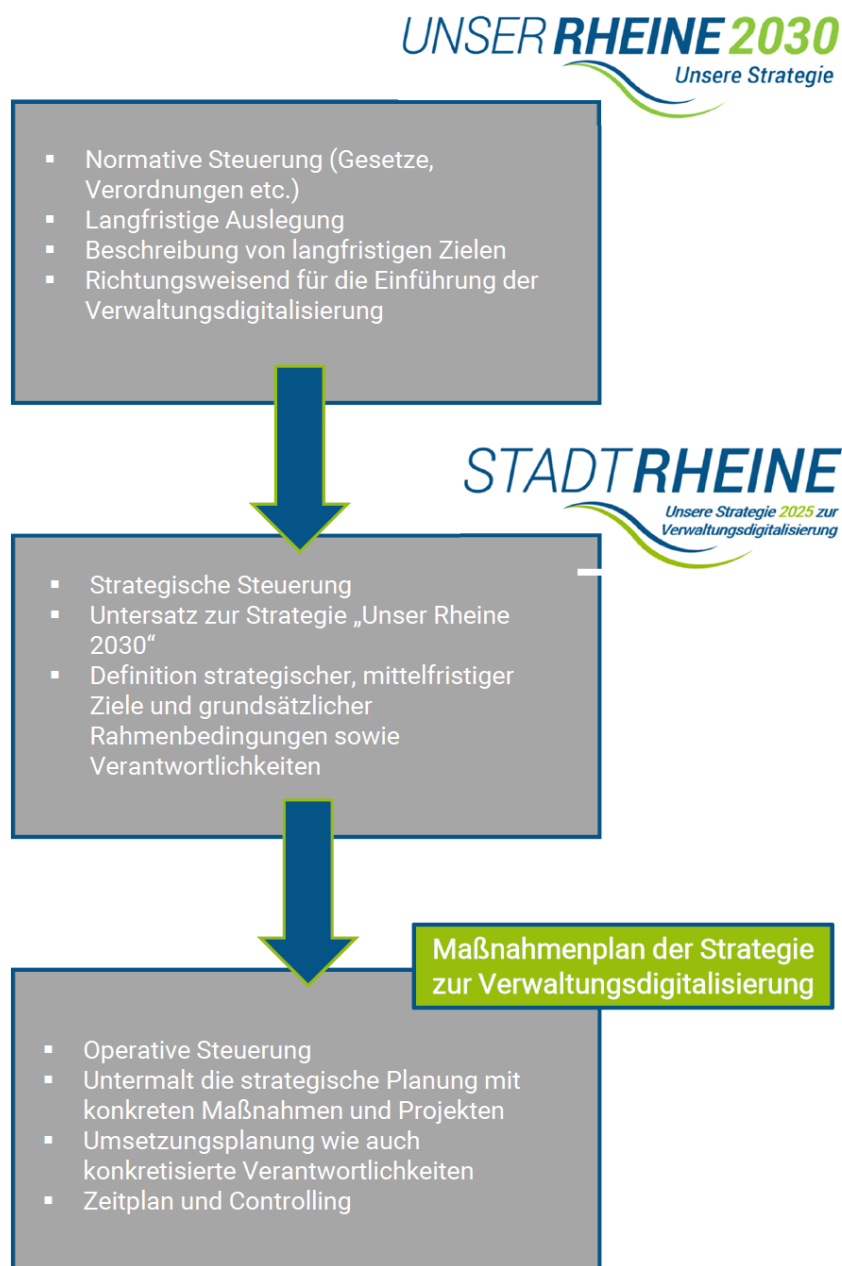 UNSER RHEINE 2030
Unsere Strategie
▪ Normative Steuerung (Gesetze,
Verordnungen etc.)
▪ Langfristige Auslegung
▪ Beschreibung von langfristigen Zielen
▪ Richtungsweisend für die Einführung der
Verwaltungsdigitalisierung
STADT RHEINE
Unsere Strategie 2025 zur
Verwaltungsdigitalisierung
▪ Strategische Steuerung
▪ Untersatz zur Strategie „Unser Rheine
2030“
▪ Definition strategischer, mittelfristiger
Ziele und grundsätzlicher
Rahmenbedingungen sowie
Verantwortlichkeiten
Maßnahmenplan der Strategie
zur Verwaltungsdigitalisierung
▪ Operative Steuerung
▪ Untermalt die strategische Planung mit
konkreten Maßnahmen und Projekten
▪ Umsetzungsplanung wie auch
konkretisierte Verantwortlichkeiten
▪ Zeitplan und Controlling